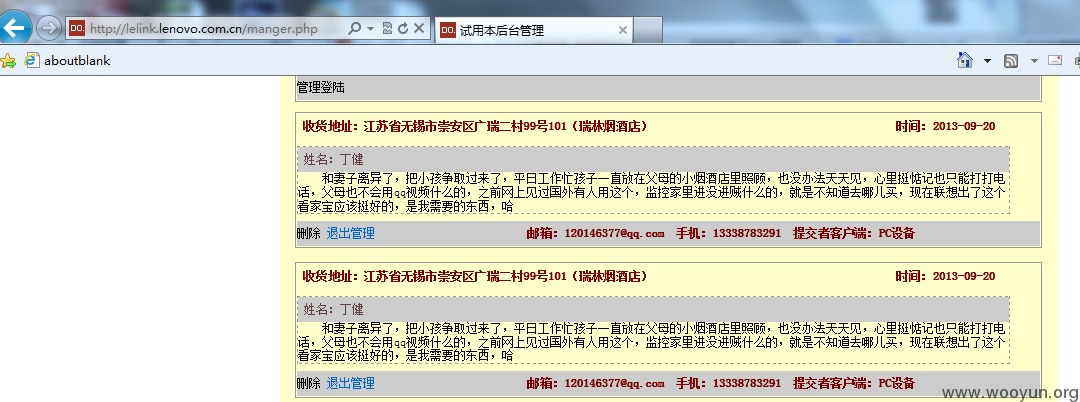 http://lelink.lenovo.com.cn/manger.php
试用本后台管理
aboutblank
管理登陆
收货地址：江苏省无锡市崇安区广瑞二村99号101（瑞林烟酒店） 时间：2013-09-20
姓名：丁健
和妻子离异了，把小孩争取过来了，平日工作忙孩子一直放在父母的小烟酒店里照顾，也没办法天天见，心里挺惦记也只能打打电
话，父母也不会用qq视频什么的，之前网上见过国外有人用这个，监控家里进没进贼什么的，就是不知道去哪儿买，现在联想出了这个
看家宝应该挺好的，是我需要的东西，哈
删除 退出管理 邮箱：120146377@qq.com 手机：13338783291 提交者客户端：PC设备
收货地址：江苏省无锡市崇安区广瑞二村99号101（瑞林烟酒店） 时间：2013-09-20
姓名：丁健
和妻子离异了，把小孩争取过来了，平日工作忙孩子一直放在父母的小烟酒店里照顾，也没办法天天见，心里挺惦记也只能打打电
话，父母也不会用qq视频什么的，之前网上见过国外有人用这个，监控家里进没进贼什么的，就是不知道去哪儿买，现在联想出了这个
看家宝应该挺好的，是我需要的东西，哈
删除 退出管理 邮箱：120146377@qq.com 手机：13338783291 提交者客户端：PC设备
www.wooyun.org